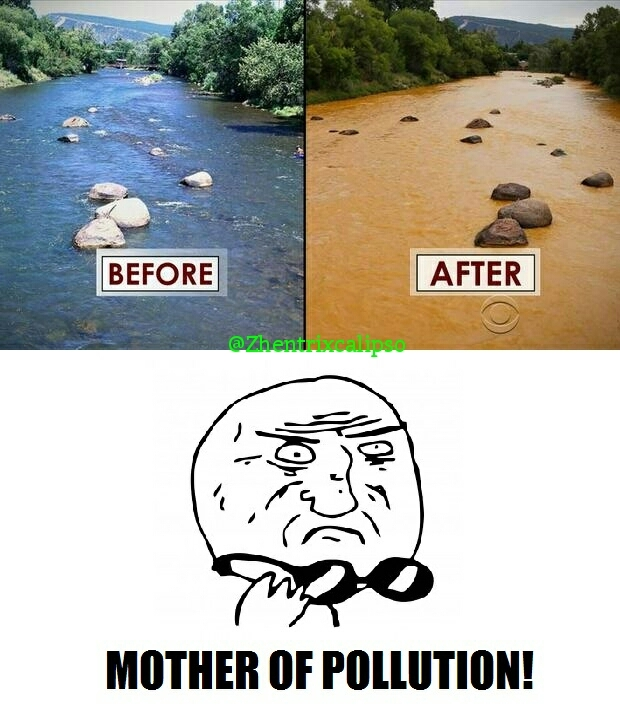 BEFORE
AFTER
@Zhentrixcalipso
MOTHER OF POLLUTION!